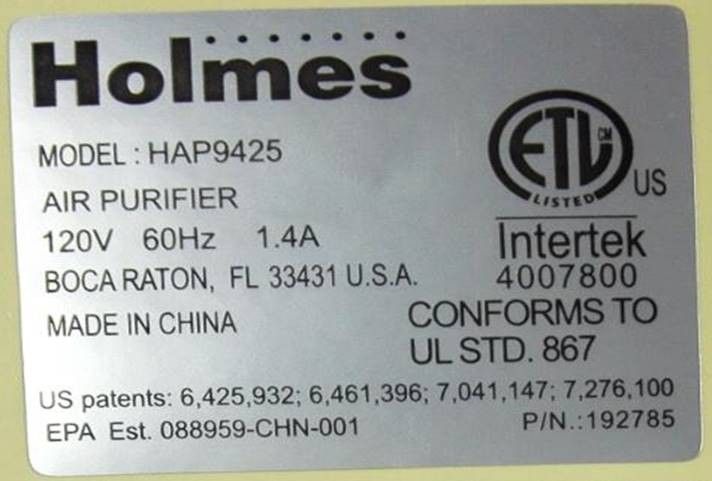 Holmes
MODEL : HAP9425
AIR PURIFIER
120V 60Hz 1.4A
BOCA RATON, FL 33431 U.S.A.
MADE IN CHINA
ETL CM
LISTED
US
Intertek
4007800
CONFORMS TO
UL STD. 867
US patents: 6,425,932; 6,461,396; 7,041,147; 7,276,100
EPA Est. 088959-CHN-001
P/N.:192785